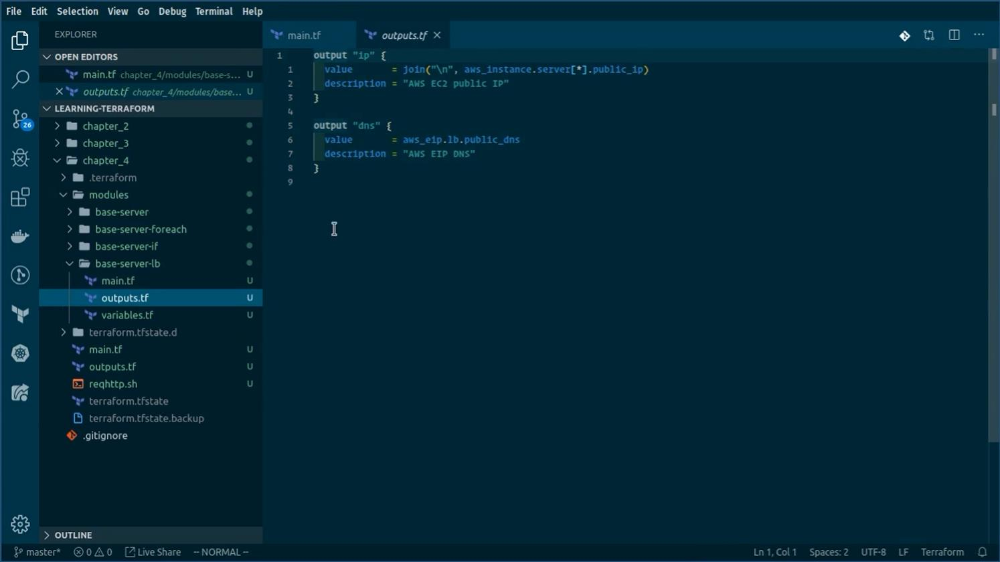 File Edit Selection View Go Debug Terminal Help
EXPLORER
OPEN EDITORS
main.tf chapter_4/modules/base-s... U
outputs.tf chapter_4/modules/base... U
LEARNING-TERRAFORM
chapter_2
chapter_3
chapter_4
.terraform
modules
base-server
base-server-foreach
base-server-if
base-server-lb
main.tf U
outputs.tf U
variables.tf U
terraform.tfstate.d
main.tf U
outputs.tf U
reqhttp.sh U
terraform.tfstate
terraform.tfstate.backup
.gitignore
OUTLINE
26
main.tf outputs.tf
1 output "ip" {
1 value = join("\n", aws_instance.server[*].public_ip)
2 description = "AWS EC2 public IP"
3 }
4
5 output "dns" {
6 value = aws_eip.lb.public_dns
7 description = "AWS EIP DNS"
8 }
9
master* 0 0 Live Share -- NORMAL -- Ln 1, Col 1 Spaces: 2 UTF-8 LF Terraform